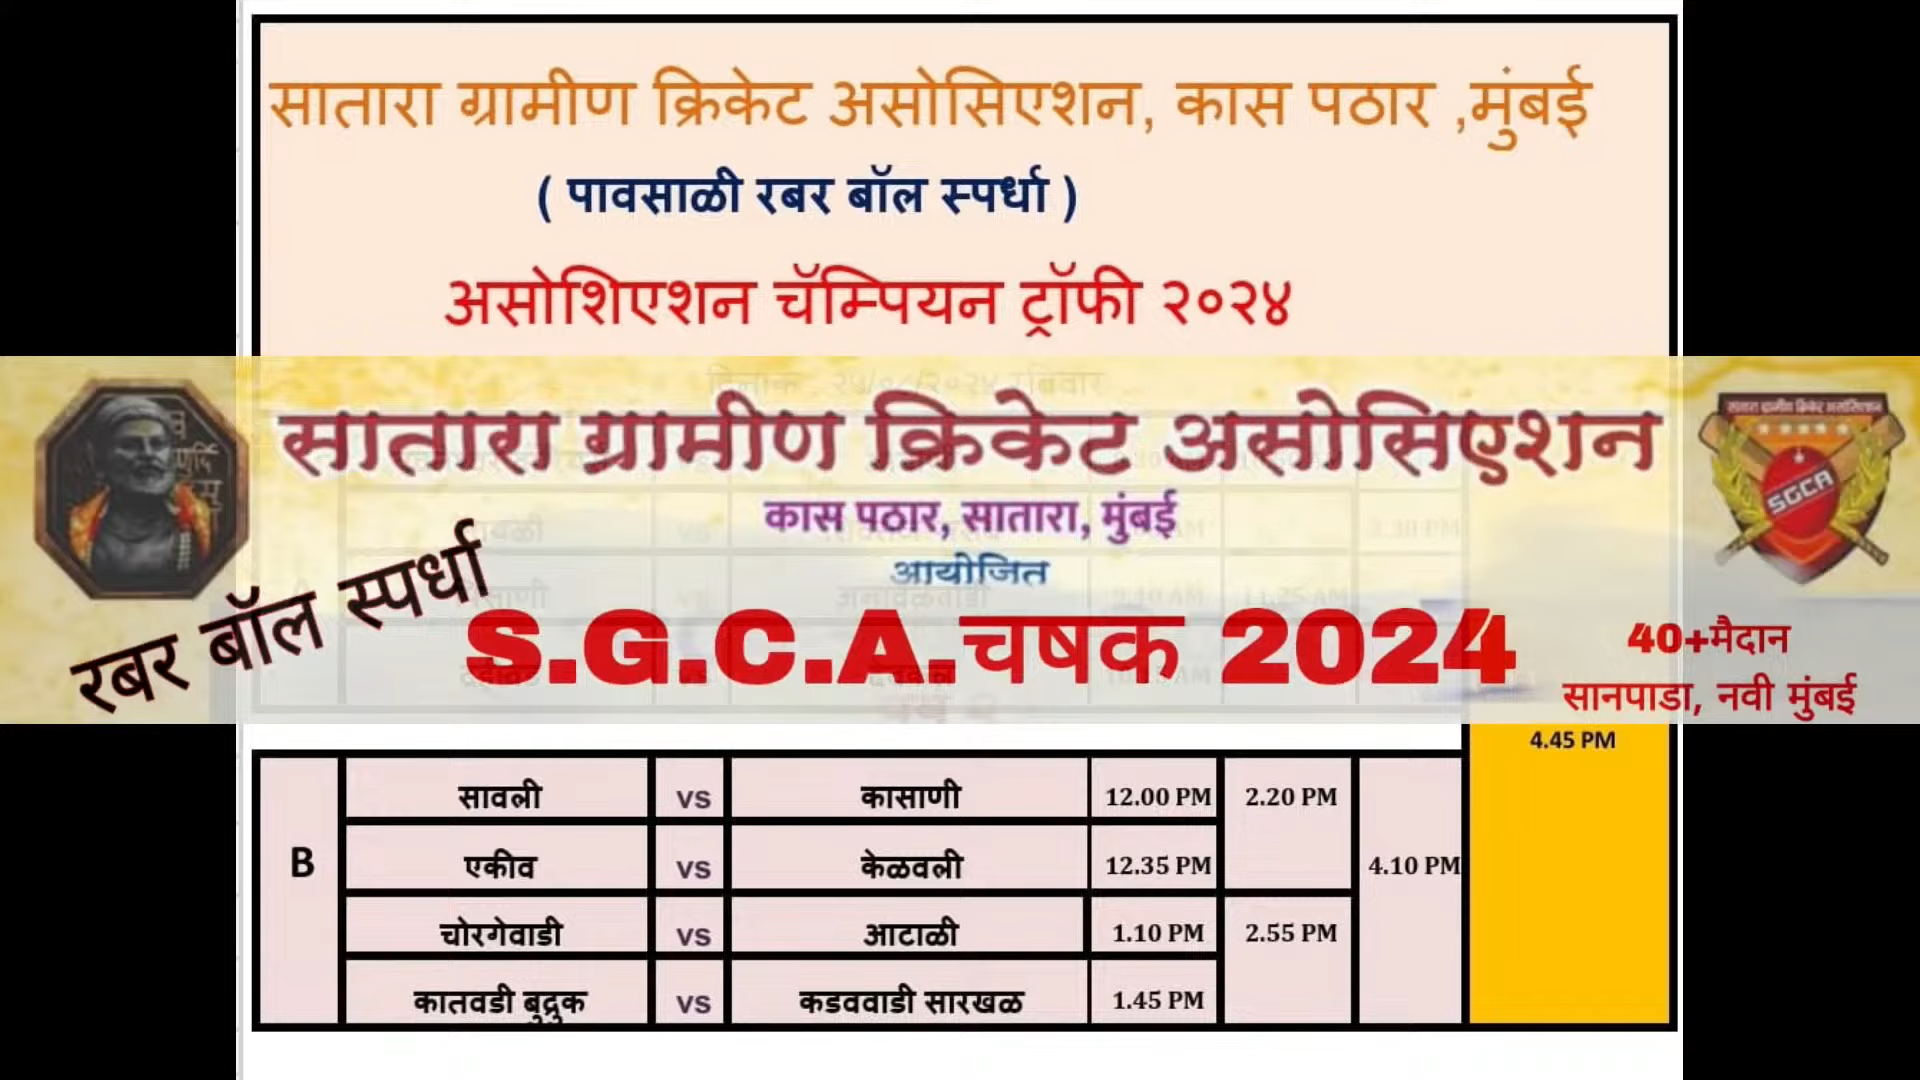 सातारा ग्रामीण क्रिकेट असोसिएशन, कास पठार ,मुंबई
( पावसाळी रबर बॉल स्पर्धा )
असोशिएशन चॅम्पियन ट्रॉफी २०२४
सातारा ग्रामीण क्रिकेट असोसिएशन
कास पठार, सातारा, मुंबई
आयोजित
SGCA
रबर बॉल स्पर्धा
S.G.C.A.चषक 2024
40+मैदान
सानपाडा, नवी मुंबई
4.45 PM
B
सावली vs कासाणी 12.00 PM 2.20 PM
एकीव vs केळवली 12.35 PM 4.10 PM
चोरगेवाडी vs आटाळी 1.10 PM 2.55 PM
कातवडी बुद्रुक vs कडववाडी सारखळ 1.45 PM